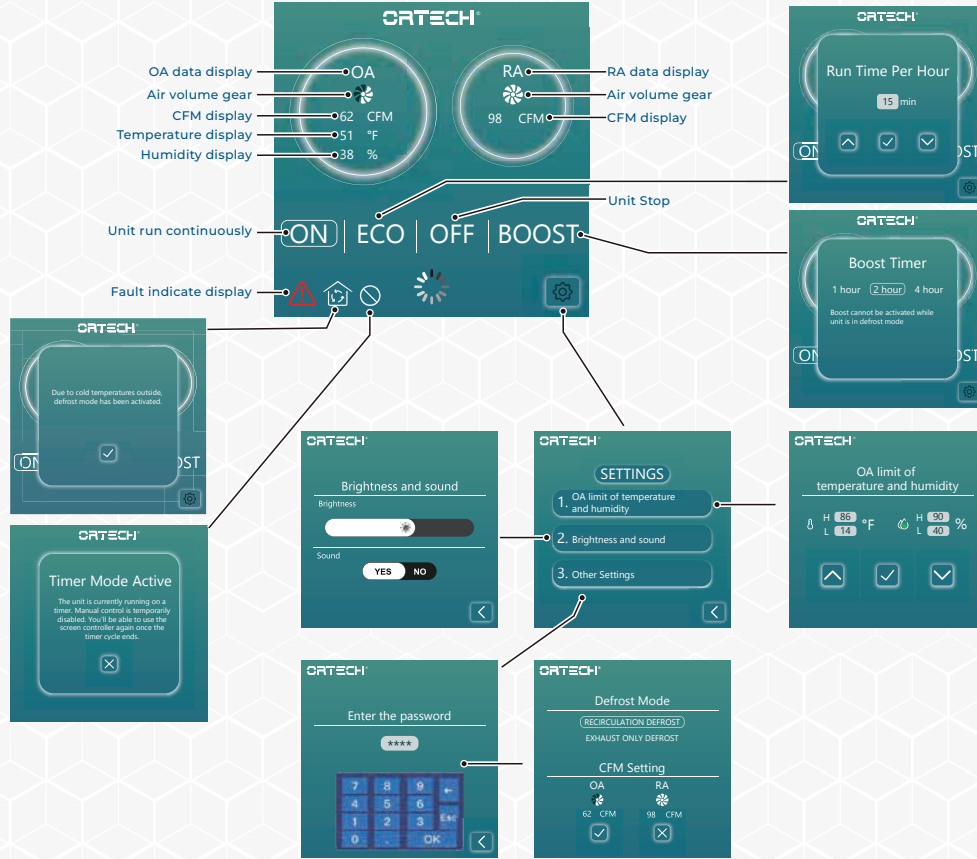 ORTECH
OA data display
Air volume gear
CFM display
Temperature display
Humidity display
Unit run continuously
Fault indicate display
OA
62 CFM
51 °F
38 %
RA
98 CFM
RA data display
Air volume gear
CFM display
Unit Stop
ON ECO OFF BOOST
ORTECH
Run Time Per Hour
15 min
ON OST
ORTECH
Boost Timer
1 hour 2 hour 4 hour
Boost cannot be activated while
unit is in defrost mode
ON OST
ORTECH
Due to cold temperatures outside,
defrost mode has been activated.
ON OST
ORTECH
Timer Mode Active
The unit is currently running on a
timer. Manual control is temporarily
disabled. You'll be able to use the
screen controller again once the
timer cycle ends.
ORTECH
Brightness and sound
Brightness
Sound
YES NO
ORTECH
SETTINGS
1. OA limit of temperature
and humidity
2. Brightness and sound
3. Other Settings
ORTECH
OA limit of
temperature and humidity
H 86 °F H 90 %
L 14 L 40
ORTECH
Enter the password
****
7 8 9 ←
4 5 6
1 2 3 Esc
0 . OK
ORTECH
Defrost Mode
RECIRCULATION DEFROST
EXHAUST ONLY DEFROST
CFM Setting
OA RA
62 CFM 98 CFM